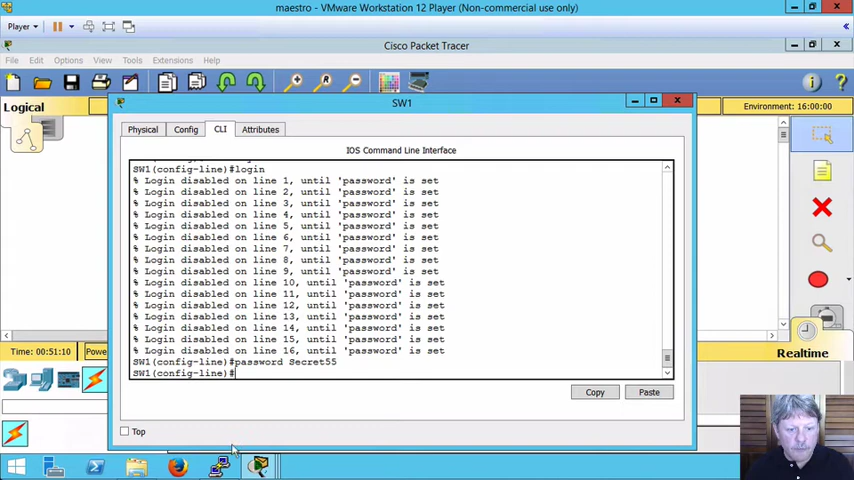 maestro - VMware Workstation 12 Player (Non-commercial use only)
Player
Cisco Packet Tracer
File Edit Options View Tools Extensions Help
Logical
Environment: 16:00:00
SW1
Physical Config CLI Attributes
IOS Command Line Interface
SW1(config-line)#login
% Login disabled on line 1, until 'password' is set
% Login disabled on line 2, until 'password' is set
% Login disabled on line 3, until 'password' is set
% Login disabled on line 4, until 'password' is set
% Login disabled on line 5, until 'password' is set
% Login disabled on line 6, until 'password' is set
% Login disabled on line 7, until 'password' is set
% Login disabled on line 8, until 'password' is set
% Login disabled on line 9, until 'password' is set
% Login disabled on line 10, until 'password' is set
% Login disabled on line 11, until 'password' is set
% Login disabled on line 12, until 'password' is set
% Login disabled on line 13, until 'password' is set
% Login disabled on line 14, until 'password' is set
% Login disabled on line 15, until 'password' is set
% Login disabled on line 16, until 'password' is set
SW1(config-line)#password Secret55
SW1(config-line)#
Copy Paste
Top
Time: 00:51:10
Powe
Realtime